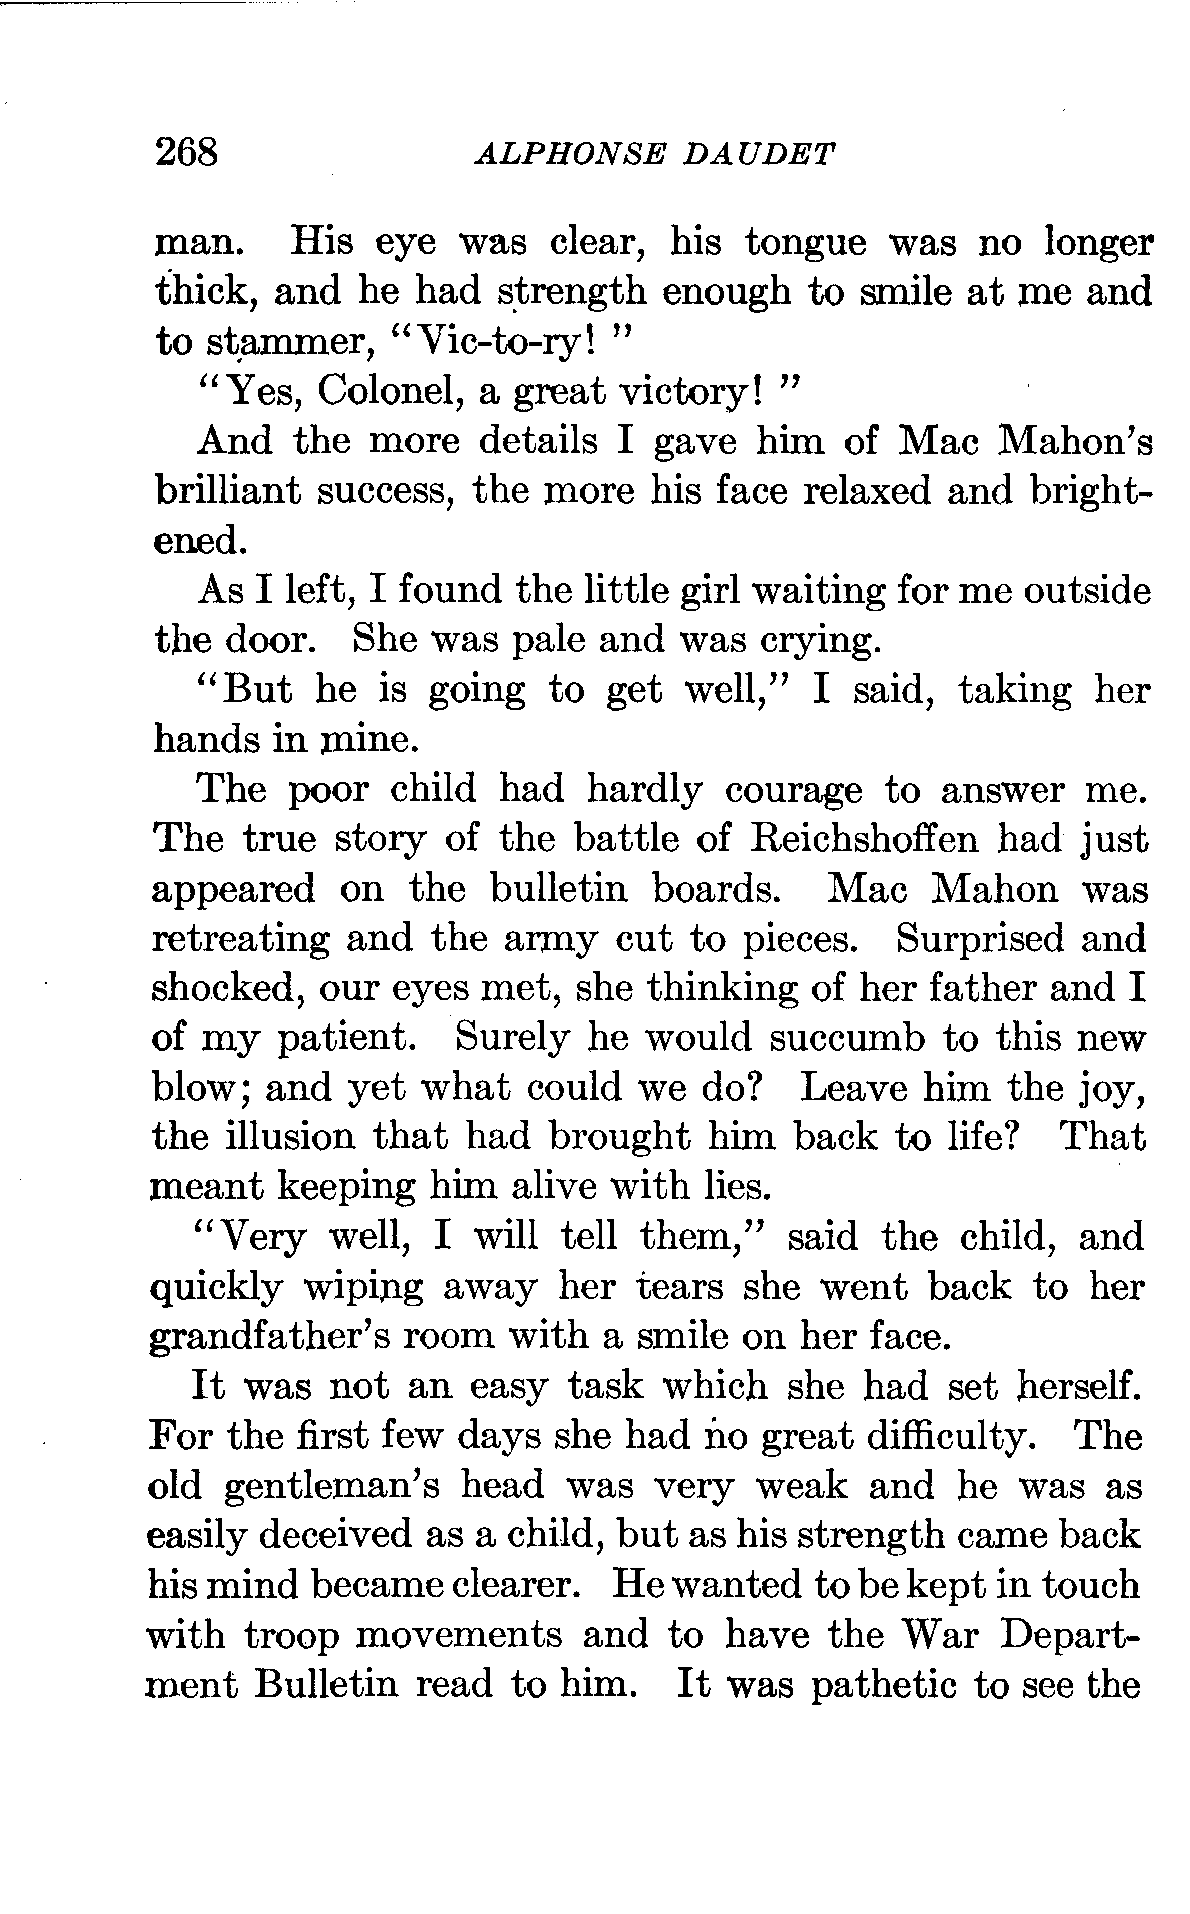 268 ALPHONSE DAUDET
man. His eye was clear, his tongue was no longer
thick, and he had strength enough to smile at me and
to stammer, "Vic-to-ry! "
"Yes, Colonel, a great victory! "
And the more details I gave him of Mac Mahon's
brilliant success, the more his face relaxed and bright-
ened.
As I left, I found the little girl waiting for me outside
the door. She was pale and was crying.
"But he is going to get well," I said, taking her
hands in mine.
The poor child had hardly courage to answer me.
The true story of the battle of Reichshoffen had just
appeared on the bulletin boards. Mac Mahon was
retreating and the army cut to pieces. Surprised and
shocked, our eyes met, she thinking of her father and I
of my patient. Surely he would succumb to this new
blow; and yet what could we do? Leave him the joy,
the illusion that had brought him back to life? That
meant keeping him alive with lies.
"Very well, I will tell them," said the child, and
quickly wiping away her tears she went back to her
grandfather's room with a smile on her face.
It was not an easy task which she had set herself.
For the first few days she had no great difficulty. The
old gentleman's head was very weak and he was as
easily deceived as a child, but as his strength came back
his mind became clearer. He wanted to be kept in touch
with troop movements and to have the War Depart-
ment Bulletin read to him. It was pathetic to see the